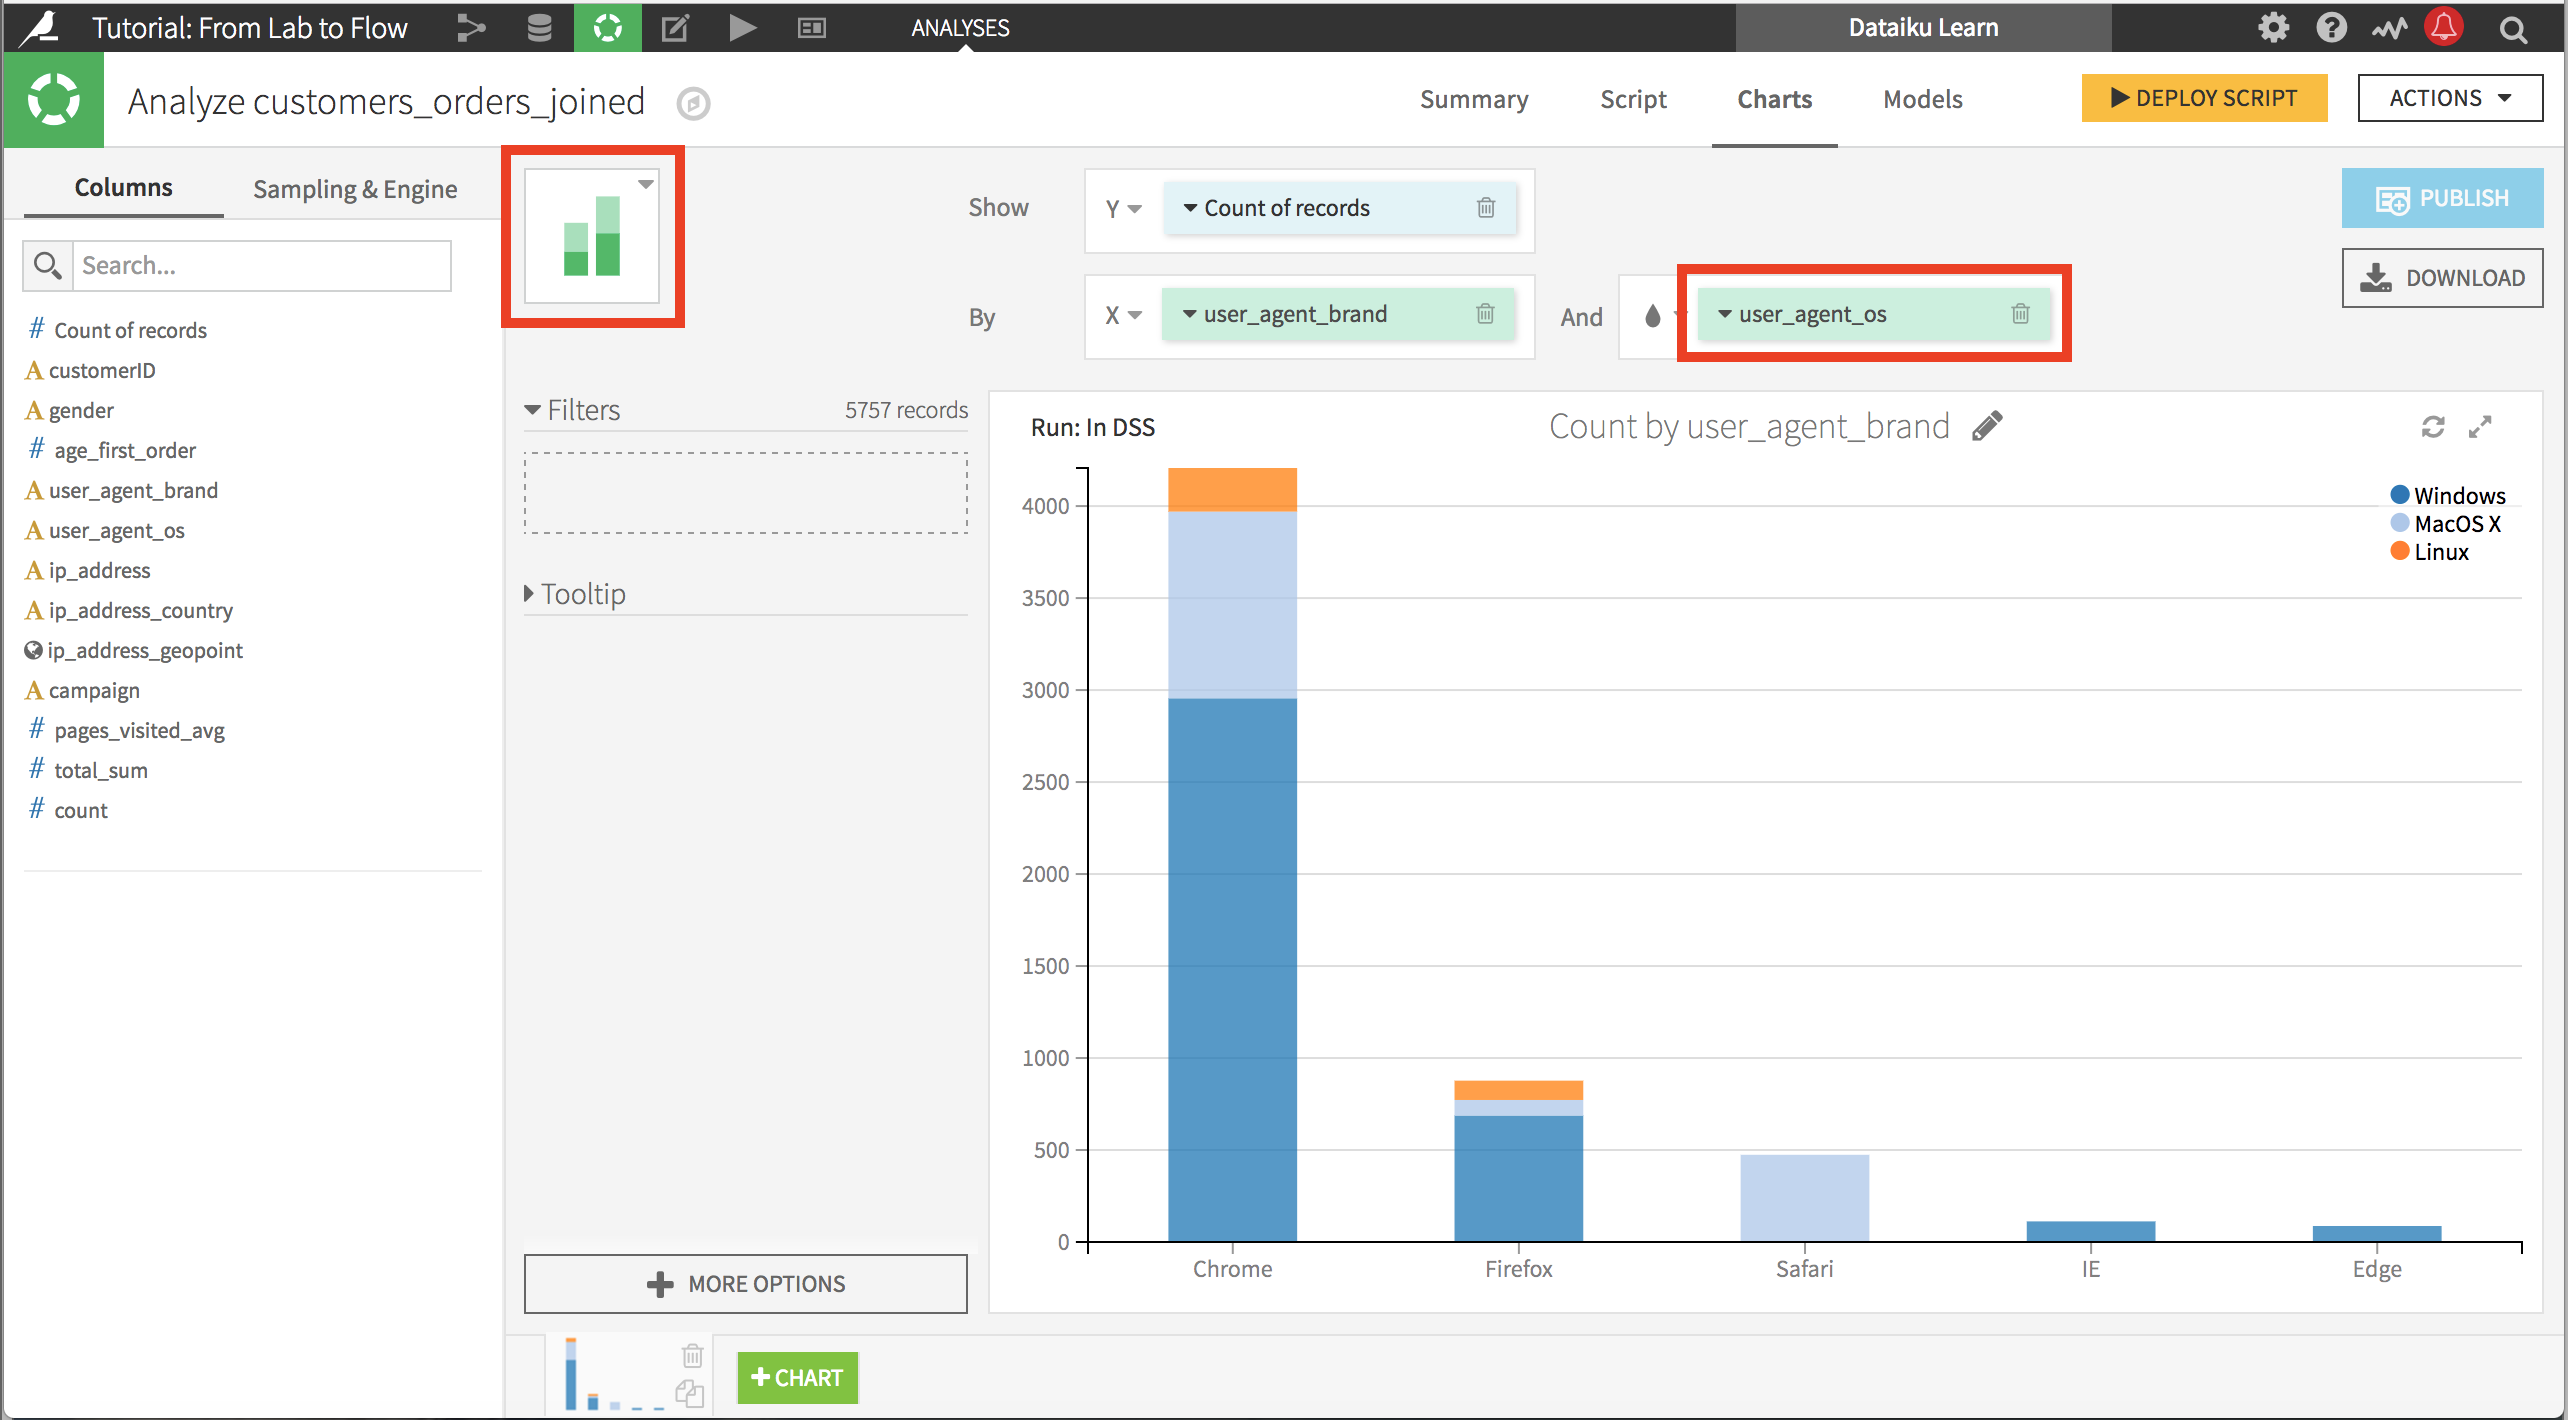 Tutorial: From Lab to Flow
ANALYSES
Dataiku Learn
Analyze customers_orders_joined
Summary
Script
Charts
Models
DEPLOY SCRIPT
ACTIONS
Columns
Sampling & Engine
Search...
# Count of records
A customerID
A gender
# age_first_order
A user_agent_brand
A user_agent_os
A ip_address
A ip_address_country
ip_address_geopoint
A campaign
# pages_visited_avg
# total_sum
# count
Show
Y
Count of records
By
X
user_agent_brand
And
user_agent_os
PUBLISH
DOWNLOAD
Filters
5757 records
Tooltip
MORE OPTIONS
Run: In DSS
Count by user_agent_brand
Windows
MacOS X
Linux
4000
3500
3000
2500
2000
1500
1000
500
0
Chrome
Firefox
Safari
IE
Edge
+ CHART